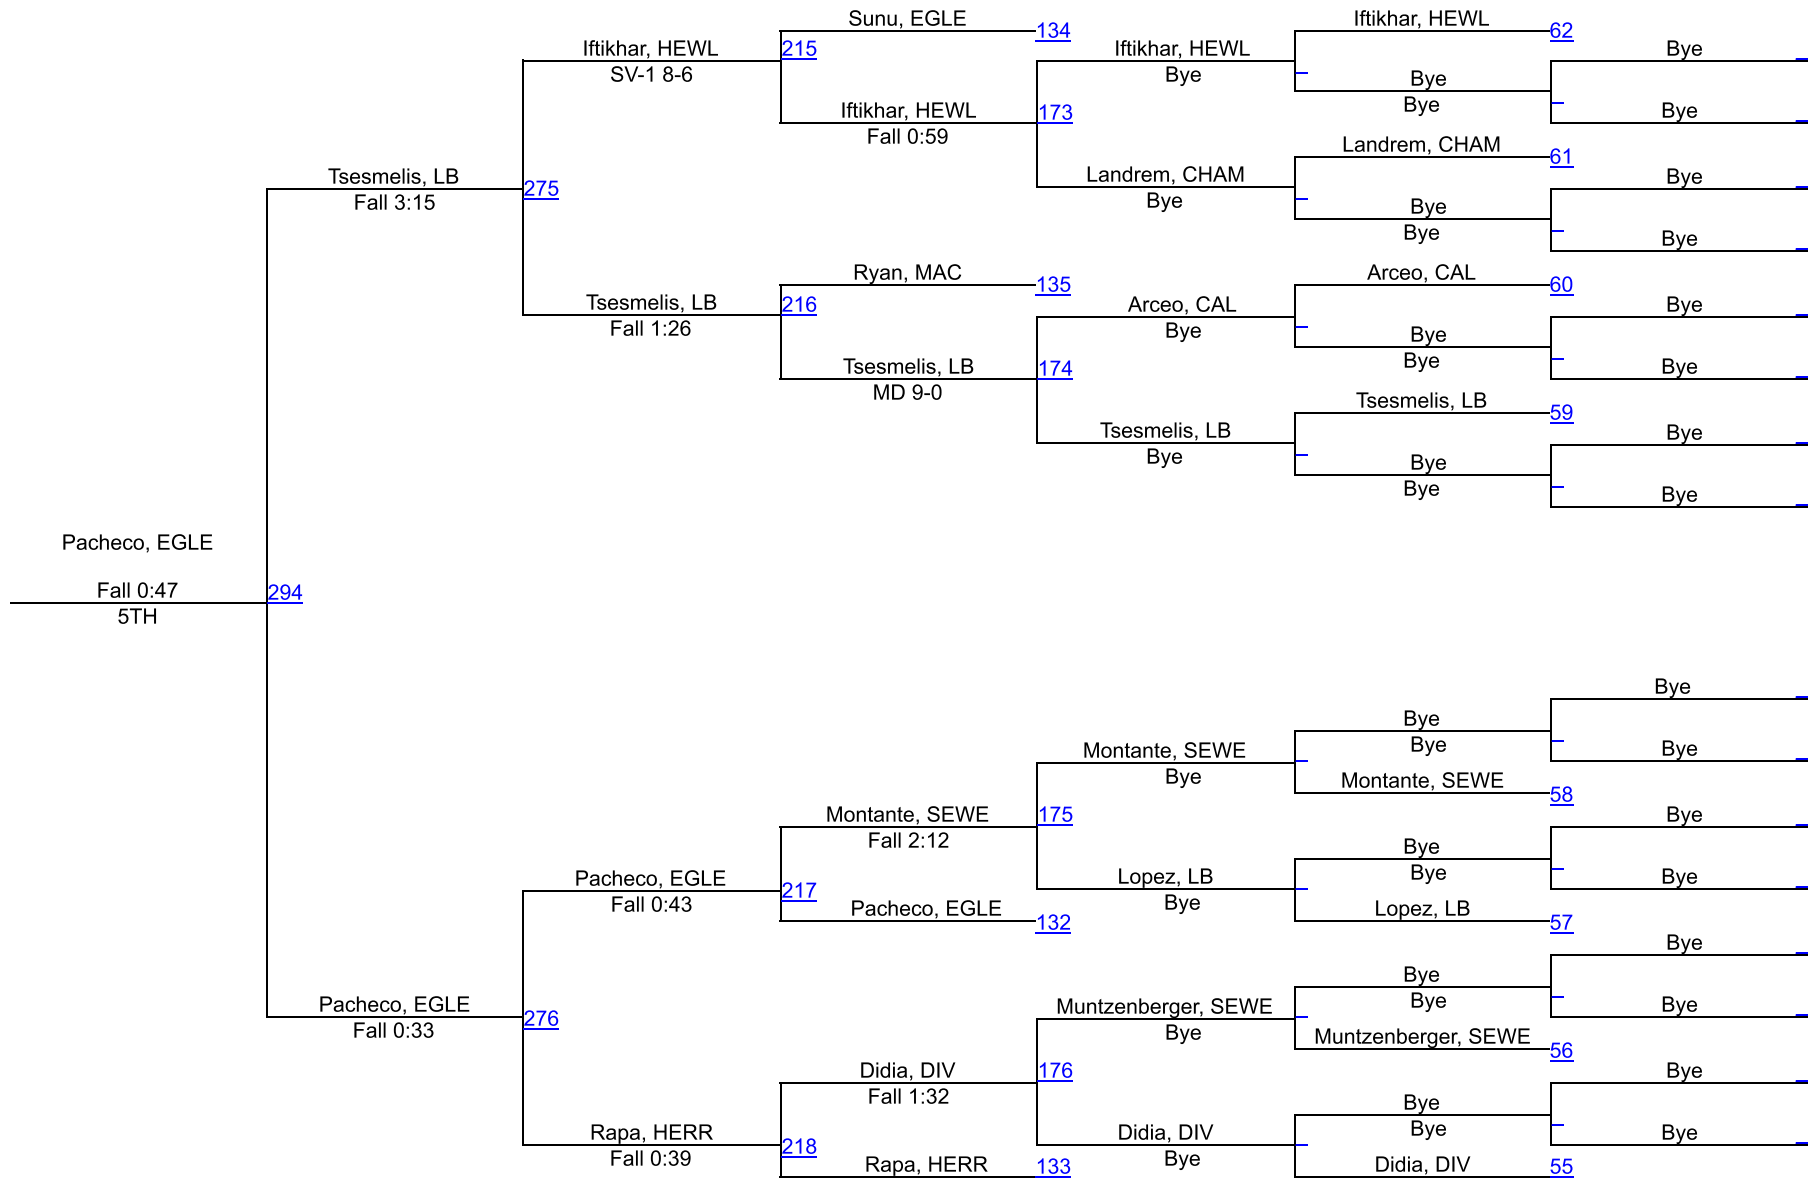 Sunu, EGLE
Iftikhar, HEWL
134
62
Iftikhar, HEWL
215
Iftikhar, HEWL
Bye
SV-1 8-6
Bye
Bye
Bye
Iftikhar, HEWL
173
Bye
Fall 0:59
Landrem, CHAM
61
Tsesmelis, LB
275
Landrem, CHAM
Bye
Fall 3:15
Bye
Bye
Bye
Bye
Ryan, MAC
135
Arceo, CAL
60
Tsesmelis, LB
216
Arceo, CAL
Bye
Fall 1:26
Bye
Bye
Bye
Tsesmelis, LB
174
Bye
MD 9-0
Tsesmelis, LB
59
Tsesmelis, LB
Bye
Bye
Bye
Bye
Bye
Pacheco, EGLE
Fall 0:47
294
5TH
Bye
Bye
Bye
Montante, SEWE
Bye
Bye
Montante, SEWE
58
Montante, SEWE
175
Bye
Fall 2:12
Bye
Pacheco, EGLE
217
Lopez, LB
Bye
Bye
Fall 0:43
Bye
Pacheco, EGLE
132
Lopez, LB
57
Bye
Bye
Pacheco, EGLE
276
Muntzenberger, SEWE
Bye
Bye
Fall 0:33
Bye
Muntzenberger, SEWE
56
Didia, DIV
176
Bye
Fall 1:32
Bye
Rapa, HERR
218
Didia, DIV
Bye
Bye
Fall 0:39
Bye
Rapa, HERR
133
Didia, DIV
55